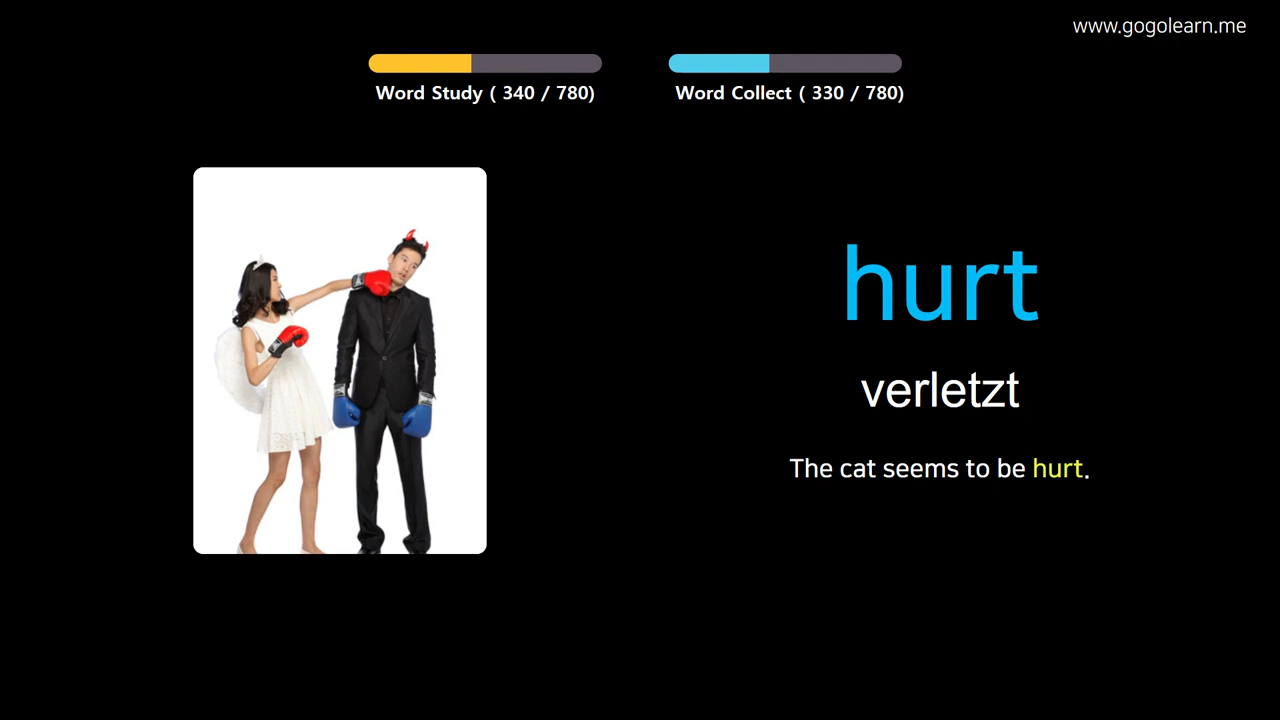 www.gogolearn.me
Word Study ( 340 / 780)
Word Collect ( 330 / 780)
hurt
verletzt
The cat seems to be hurt.